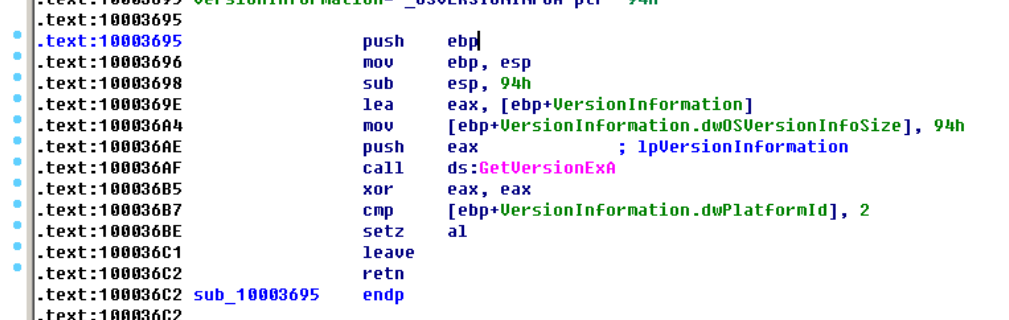 .text:10003695 VersionInformation= _OSVERSIONINFOA ptr -94h
.text:10003695
.text:10003695 push ebp
.text:10003696 mov ebp, esp
.text:10003698 sub esp, 94h
.text:1000369E lea eax, [ebp+VersionInformation]
.text:100036A4 mov [ebp+VersionInformation.dwOSVersionInfoSize], 94h
.text:100036AE push eax ; lpVersionInformation
.text:100036AF call ds:GetVersionExA
.text:100036B5 xor eax, eax
.text:100036B7 cmp [ebp+VersionInformation.dwPlatformId], 2
.text:100036BE setz al
.text:100036C1 leave
.text:100036C2 retn
.text:100036C2 sub_10003695 endp
.text:100036C2